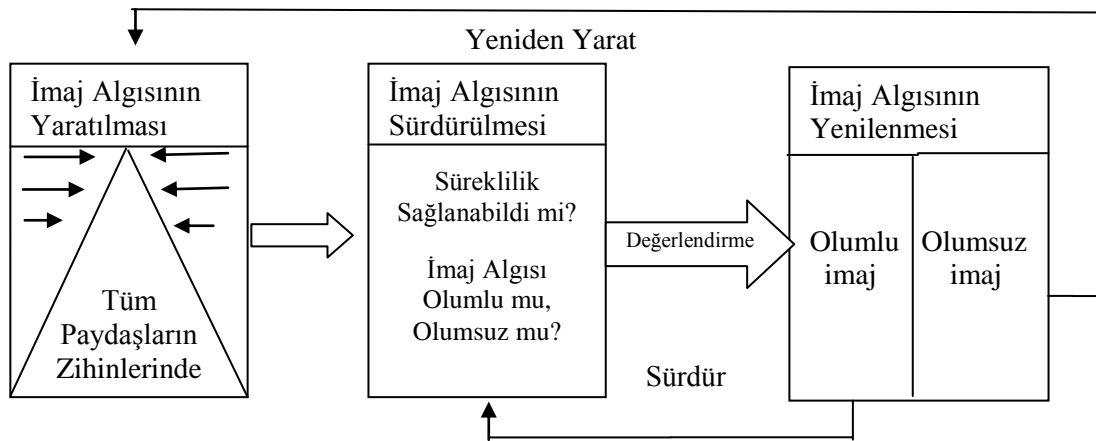 Yeniden Yarat
İmaj Algısının
Yaratılması
Tüm
Paydaşların
Zihinlerinde
İmaj Algısının
Sürdürülmesi
Süreklilik
Sağlanabildi mi?
İmaj Algısı
Olumlu mu,
Olumsuz mu?
Değerlendirme
İmaj Algısının
Yenilenmesi
Olumlu
imaj
Olumsuz
imaj
Sürdür